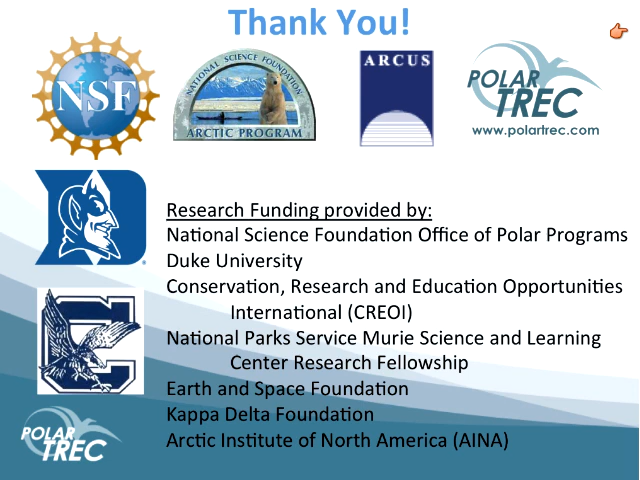 Thank You!
NSF
NATIONAL SCIENCE FOUNDATION
ARCTIC PROGRAM
ARCUS
POLAR
TREC
www.polartrec.com
D
Research Funding provided by:
National Science Foundation Office of Polar Programs
Duke University
Conservation, Research and Education Opportunities
International (CREOI)
National Parks Service Murie Science and Learning
Center Research Fellowship
Earth and Space Foundation
Kappa Delta Foundation
Arctic Institute of North America (AINA)
C
POLAR
TREC